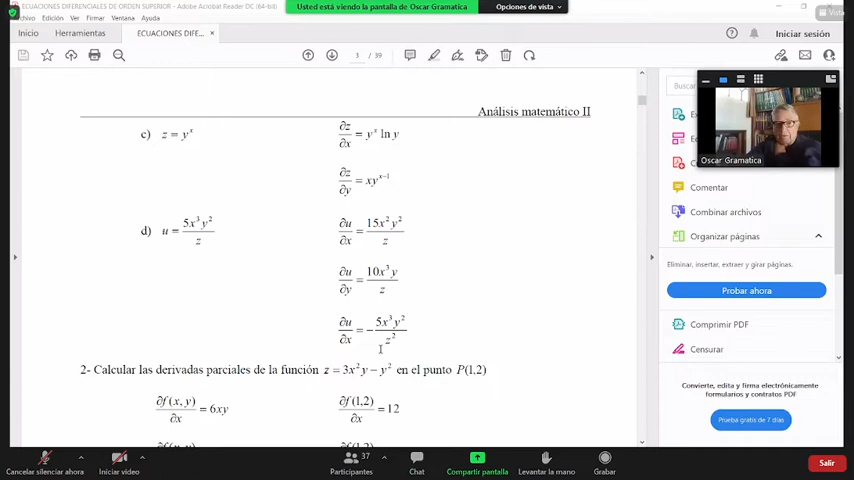 ECUACIONES DIFERENCIALES DE ORDEN SUPERIOR - Adobe Acrobat Reader DC (64-bit)
Usted está viendo la pantalla de Oscar Gramatica
Opciones de vista
Vista
Edición Ver Firmar Ventana Ayuda
Inicio Herramientas ECUACIONES DIFE... × Iniciar sesión
3 / 39
Buscar
Análisis matemático II
c) z = y^x ∂z/∂x = y^x ln y
∂z/∂y = xy^(x−1)
d) u = 5x³y²/z ∂u/∂x = 15x²y²/z
∂u/∂y = 10x³y/z
∂u/∂x = − 5x³y²/z²
2- Calcular las derivadas parciales de la función z = 3x²y − y² en el punto P(1,2)
∂f(x, y)/∂x = 6xy ∂f(1,2)/∂x = 12
Oscar Gramatica
Comentar
Combinar archivos
Organizar páginas
Eliminar, insertar, extraer y girar páginas.
Probar ahora
Comprimir PDF
Censurar
Convierte, edita y firma electrónicamente
formularios y contratos PDF
Prueba gratis de 7 días
Cancelar silenciar ahora Iniciar video Participantes 37 Chat Compartir pantalla Levantar la mano Grabar Salir